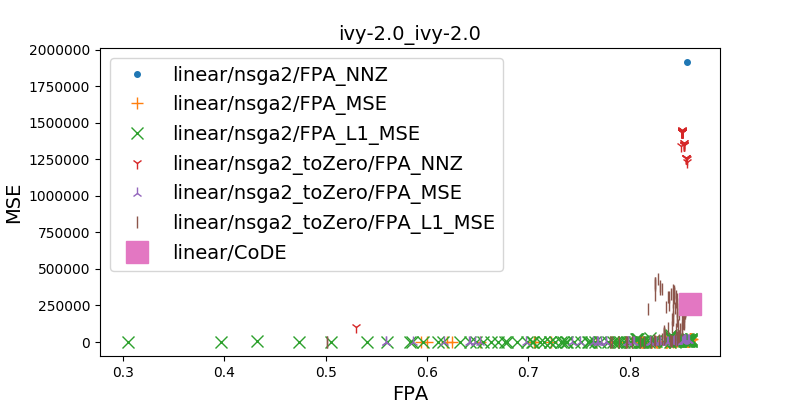 ivy-2.0_ivy-2.0
2000000
1750000
1500000
1250000
1000000
750000
500000
250000
0
MSE
linear/nsga2/FPA_NNZ
linear/nsga2/FPA_MSE
linear/nsga2/FPA_L1_MSE
linear/nsga2_toZero/FPA_NNZ
linear/nsga2_toZero/FPA_MSE
linear/nsga2_toZero/FPA_L1_MSE
linear/CoDE
0.3 0.4 0.5 0.6 0.7 0.8
FPA